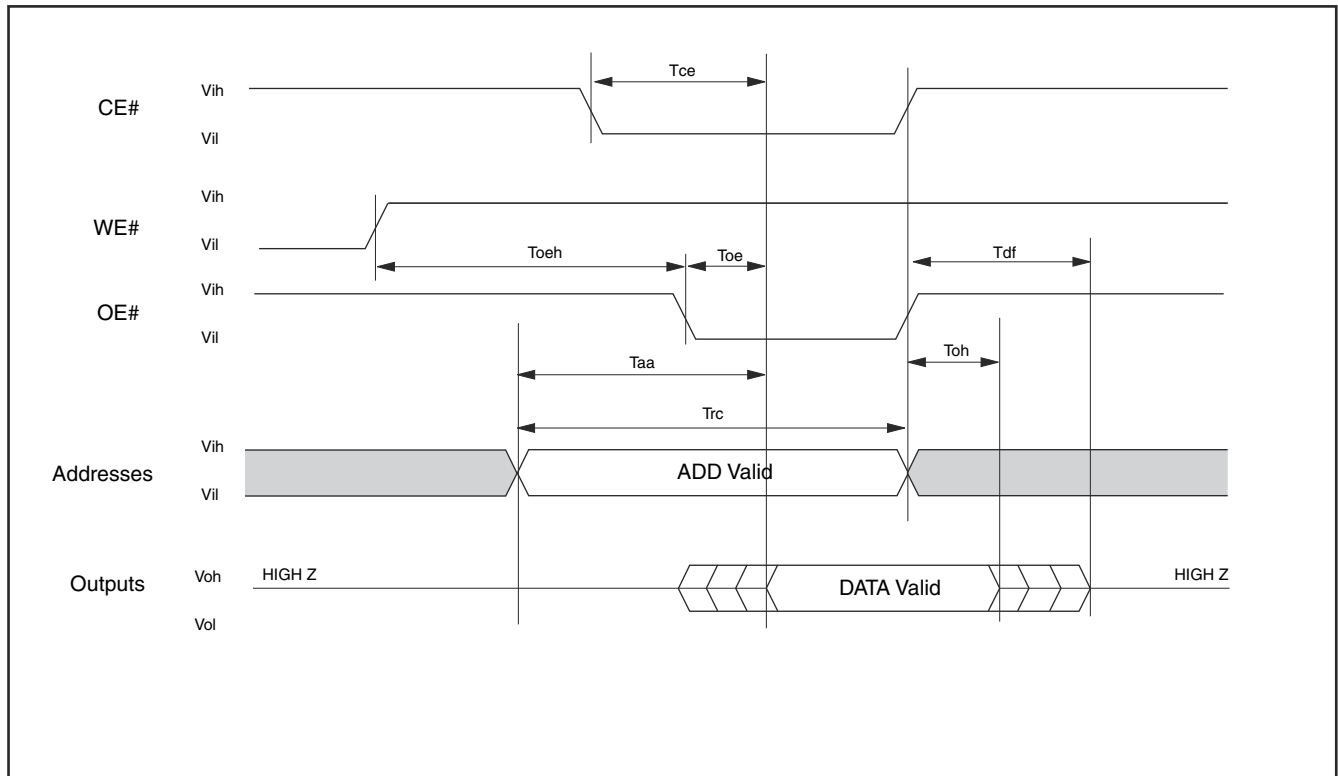 Tce
CE#
Vih
Vil
WE#
Vih
Vil
Toeh
Toe
Tdf
OE#
Vih
Vil
Taa
Toh
Trc
Addresses
Vih
Vil
ADD Valid
Outputs
Voh
Vol
HIGH Z
DATA Valid
HIGH Z